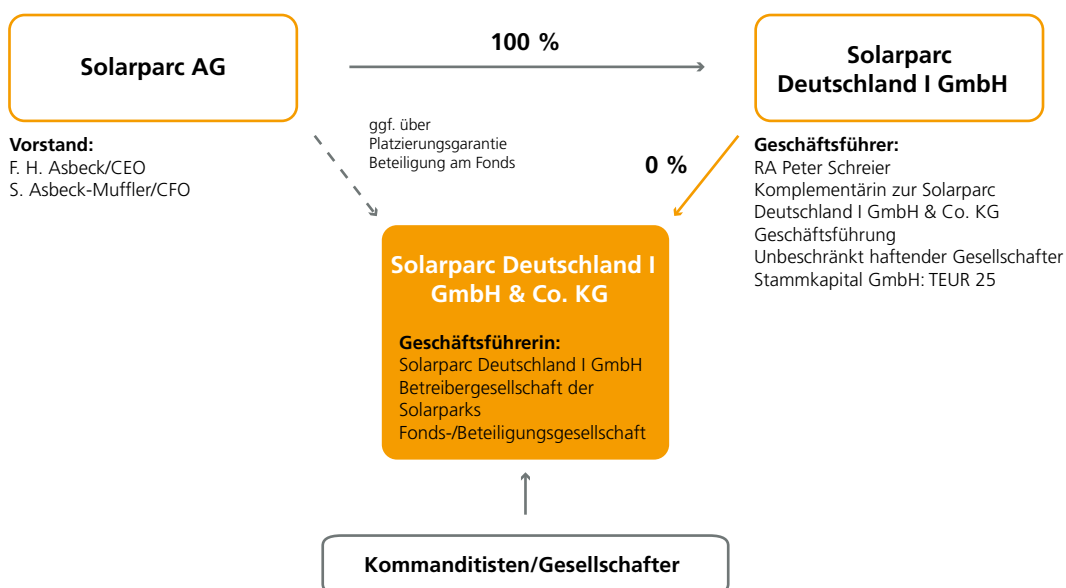 Solarparc AG
100 %
Solarparc
Deutschland I GmbH
Vorstand:
F. H. Asbeck/CEO
S. Asbeck-Muffler/CFO
ggf. über
Platzierungsgarantie
Beteiligung am Fonds
0 %
Geschäftsführer:
RA Peter Schreier
Komplementärin zur Solarparc
Deutschland I GmbH & Co. KG
Geschäftsführung
Unbeschränkt haftender Gesellschafter
Stammkapital GmbH: TEUR 25
Solarparc Deutschland I
GmbH & Co. KG
Geschäftsführerin:
Solarparc Deutschland I GmbH
Betreibergesellschaft der
Solarparks
Fonds-/Beteiligungsgesellschaft
Kommanditisten/Gesellschafter